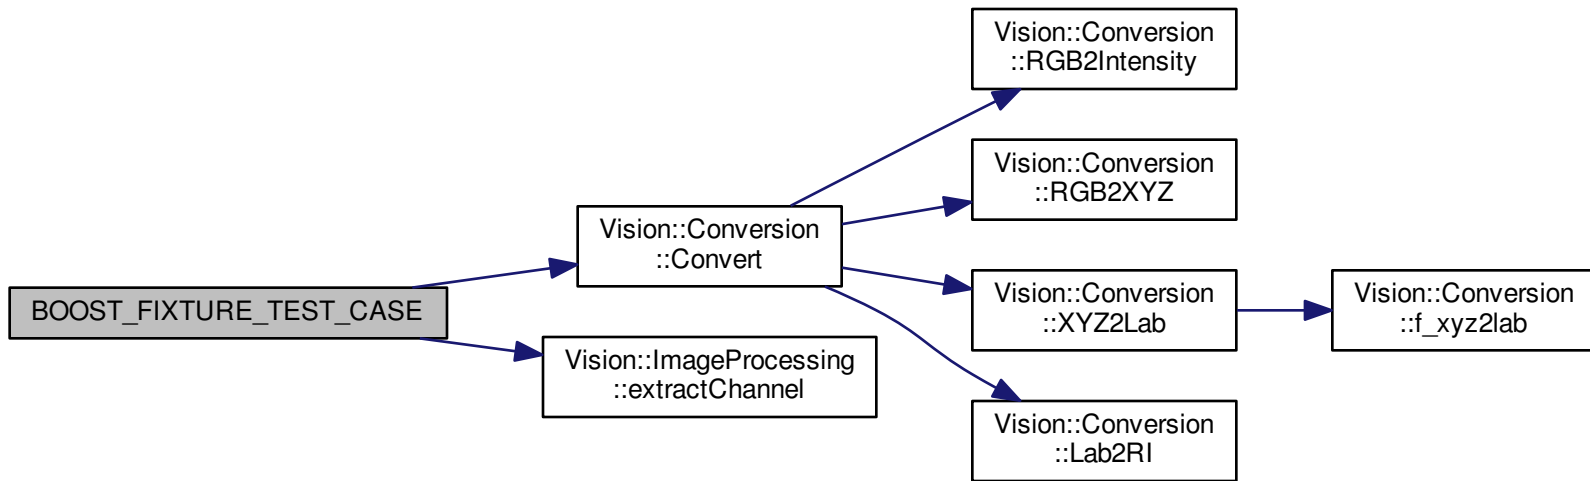 BOOST_FIXTURE_TEST_CASE
Vision::Conversion
::Convert
Vision::ImageProcessing
::extractChannel
Vision::Conversion
::RGB2Intensity
Vision::Conversion
::RGB2XYZ
Vision::Conversion
::XYZ2Lab
Vision::Conversion
::Lab2RI
Vision::Conversion
::f_xyz2lab